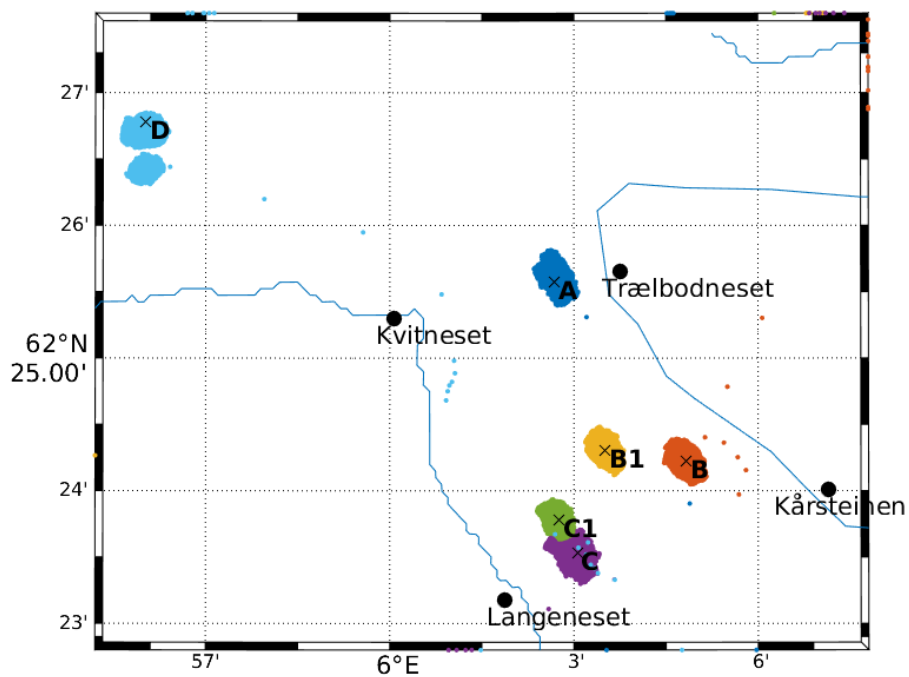 27'
D
26'
A
Trælbodneset
Kvitneset
62°N
25.00'
B1
B
24'
Kårsteinen
C1
C
Langeneset
23'
57'
6°E
3'
6'